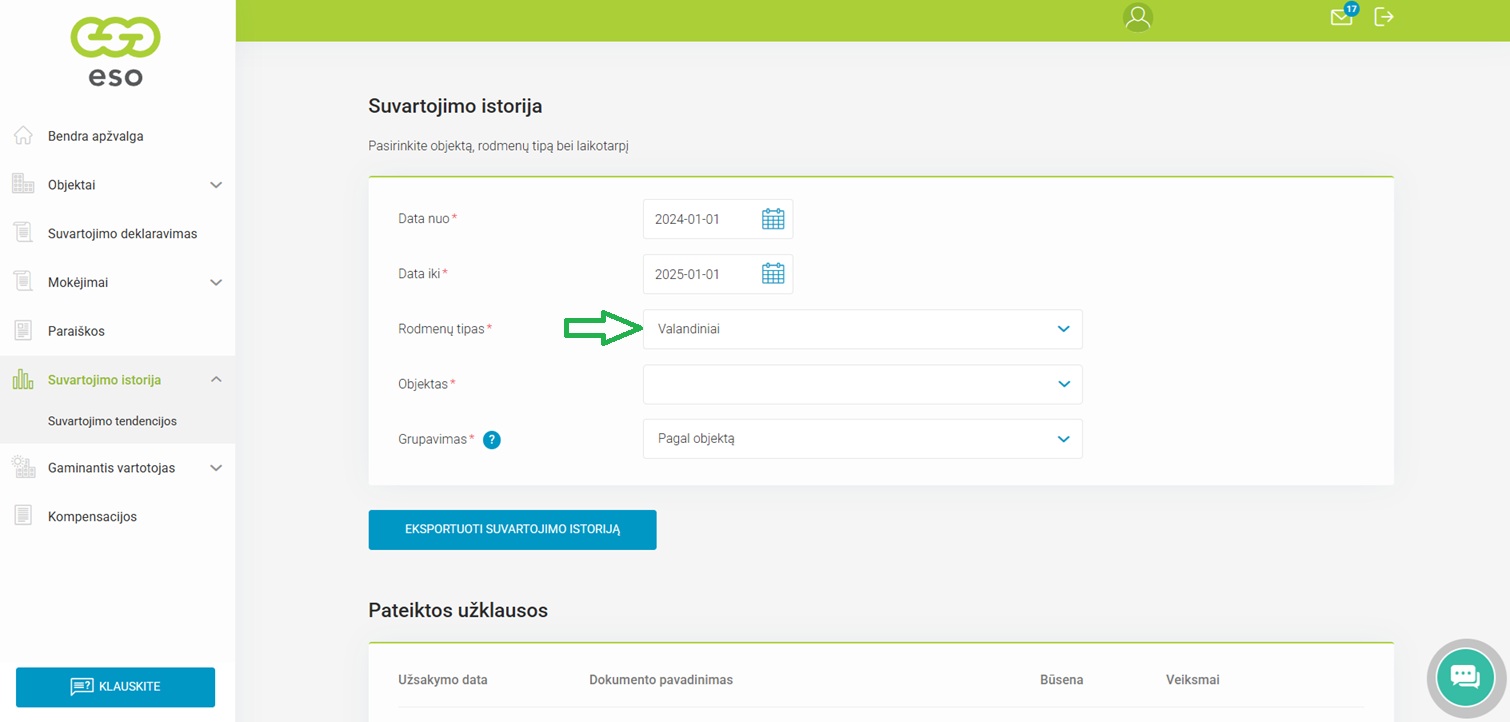 eso
17
Bendra apžvalga
Objektai
Suvartojimo deklaravimas
Mokėjimai
Paraiškos
Suvartojimo istorija
Suvartojimo tendencijos
Gaminantis vartotojas
Kompensacijos
KLAUSKITE
Suvartojimo istorija
Pasirinkite objektą, rodmenų tipą bei laikotarpį
Data nuo* 2024-01-01
Data iki* 2025-01-01
Rodmenų tipas* Valandiniai
Objektas*
Grupavimas* ? Pagal objektą
EKSPORTUOTI SUVARTOJIMO ISTORIJĄ
Pateiktos užklausos
Užsakymo data Dokumento pavadinimas Būsena Veiksmai